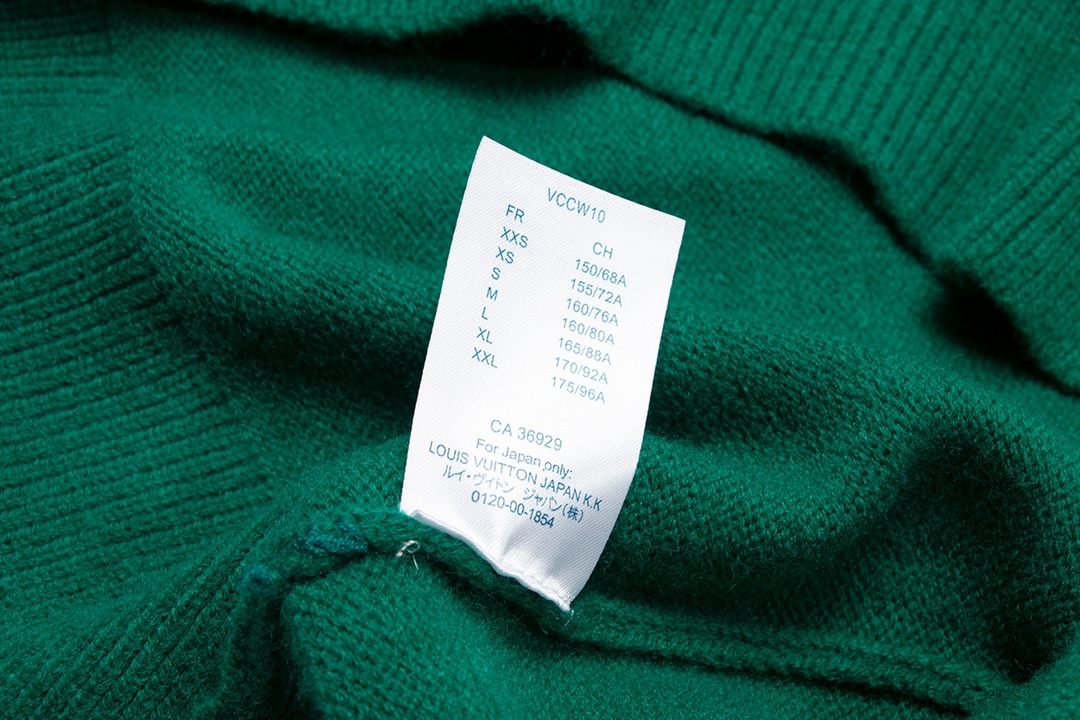 VCCW10
FR CH
XXS 150/68A
XS 155/72A
S 160/76A
M 160/80A
L 165/88A
XL 170/92A
XXL 175/96A
CA 36929
For Japan only:
LOUIS VUITTON JAPAN K.K
ルイ・ヴィトン ジャパン(株)
0120-00-1854